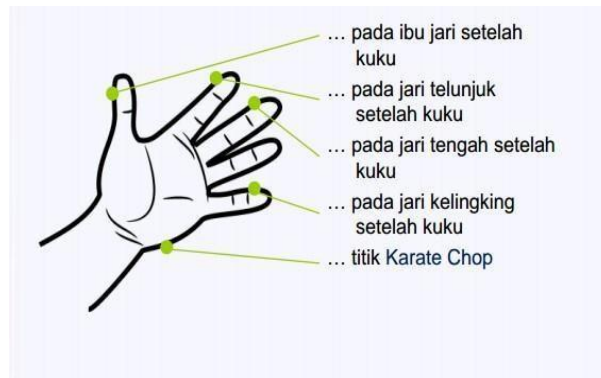 ... pada ibu jari setelah
kuku
... pada jari telunjuk
setelah kuku
... pada jari tengah setelah
kuku
... pada jari kelingking
setelah kuku
... titik Karate Chop